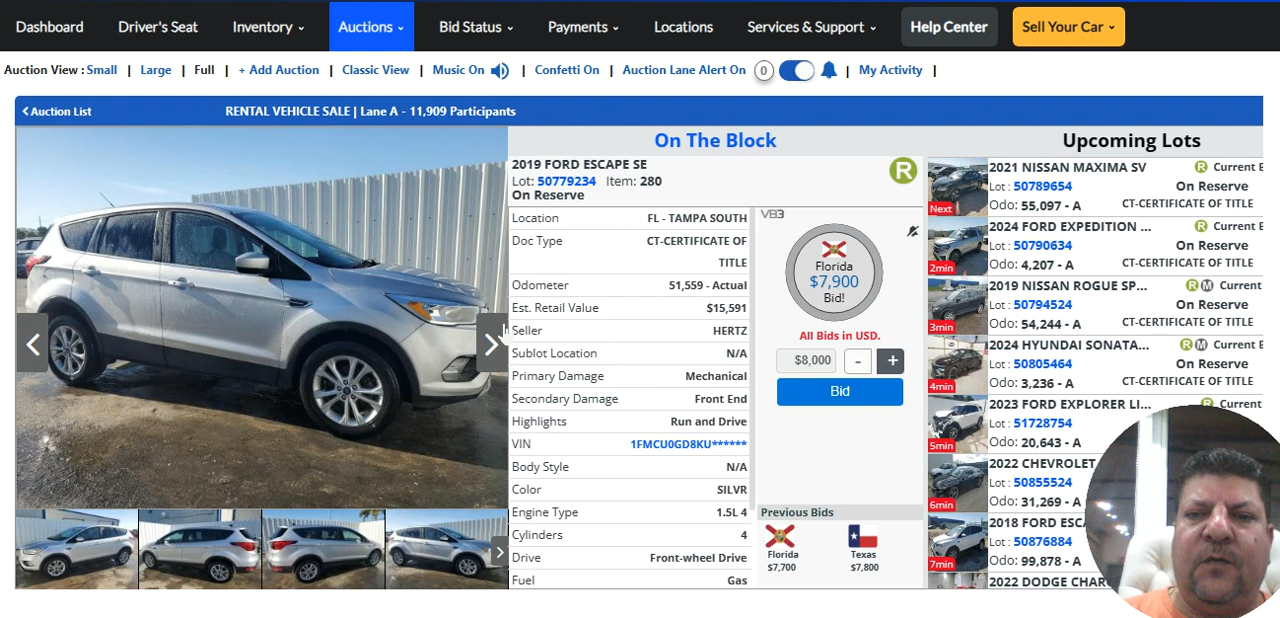 Dashboard Driver's Seat Inventory Auctions Bid Status Payments Locations Services & Support Help Center Sell Your Car
Auction View : Small | Large | Full | + Add Auction | Classic View | Music On | Confetti On | Auction Lane Alert On 0 | My Activity |
Auction List RENTAL VEHICLE SALE | Lane A - 11,909 Participants
On The Block
2019 FORD ESCAPE SE
Lot: 50779234 Item: 280
On Reserve
R
Location FL - TAMPA SOUTH
Doc Type CT-CERTIFICATE OF
TITLE
Odometer 51,559 - Actual
Est. Retail Value $15,591
Seller HERTZ
Sublot Location N/A
Primary Damage Mechanical
Secondary Damage Front End
Highlights Run and Drive
VIN 1FMCU0GD8KU******
Body Style N/A
Color SILVR
Engine Type 1.5L 4
Cylinders 4
Drive Front-wheel Drive
Fuel Gas
VB3
Florida
$7,900
Bid!
All Bids in USD.
$8,000 - +
Bid
Previous Bids
Florida Texas
$7,700 $7,800
Upcoming Lots
2021 NISSAN MAXIMA SV R Current
Lot : 50789654 On Reserve
Next Odo: 55,097 - A CT-CERTIFICATE OF TITLE
2024 FORD EXPEDITION ... R Current
Lot : 50790634 On Reserve
2min Odo: 4,207 - A CT-CERTIFICATE OF TITLE
2019 NISSAN ROGUE SP... R M Current
Lot : 50794524 On Reserve
3min Odo: 54,244 - A CT-CERTIFICATE OF TITLE
2024 HYUNDAI SONATA... R M Current
Lot : 50805464 On Reserve
4min Odo: 3,236 - A CT-CERTIFICATE OF TITLE
2023 FORD EXPLORER LI... R Current
Lot : 51728754
5min Odo: 20,643 - A
2022 CHEVROLET
Lot : 50855524
6min Odo: 31,269 - A
2018 FORD ESCA
Lot : 50876884
7min Odo: 99,878 - A
2022 DODGE CHAR